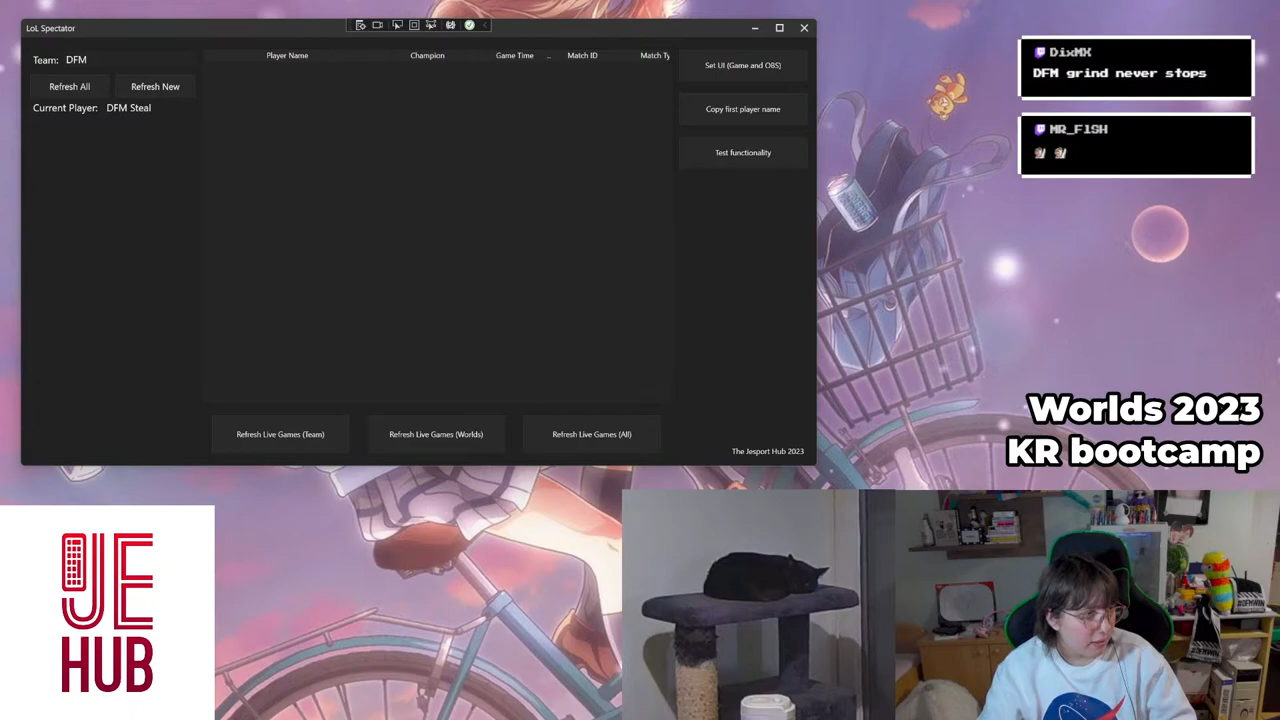 LoL Spectator
Team: DFM
Refresh All
Refresh New
Current Player: DFM Steal
Player Name
Champion
Game Time
..
Match ID
Match Ty
Set UI (Game and OBS)
Copy first player name
Test functionality
Refresh Live Games (Team)
Refresh Live Games (Worlds)
Refresh Live Games (All)
The Jesport Hub 2023
DixMX
DFM grind never stops
MR_F1SH
Worlds 2023
KR bootcamp
JE
HUB